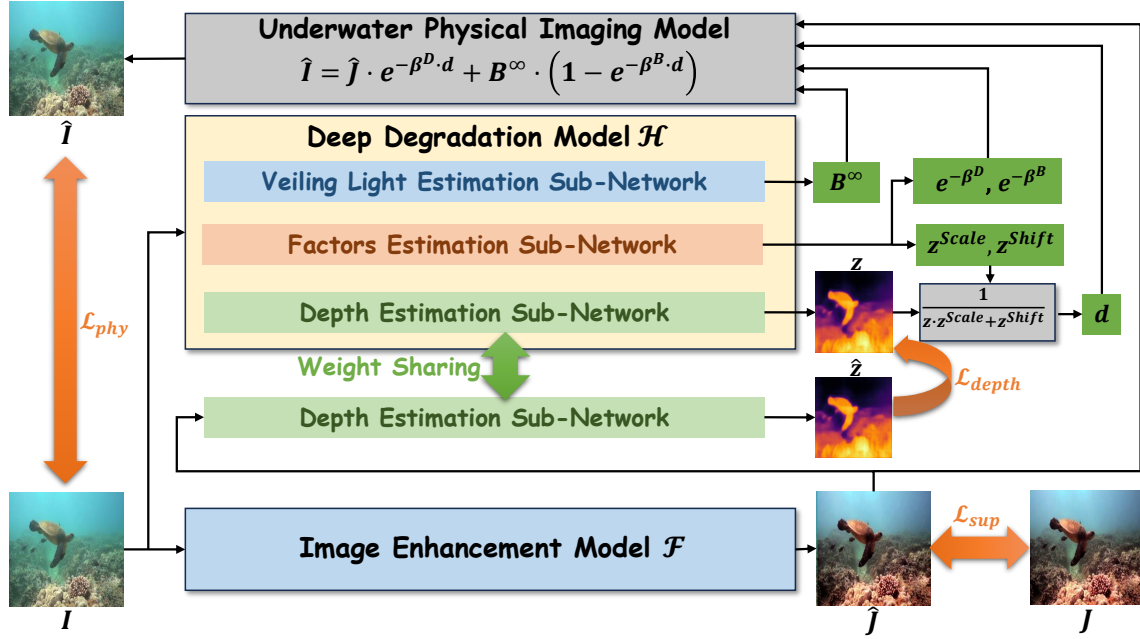 Underwater Physical Imaging Model
Î = Ĵ · e^{−β^D·d} + B^∞ · (1 − e^{−β^B·d})
Î
Deep Degradation Model ℋ
Veiling Light Estimation Sub-Network
B^∞
e^{−β^D}, e^{−β^B}
Factors Estimation Sub-Network
z^{Scale}, z^{Shift}
z
Depth Estimation Sub-Network
1
z·z^{Scale}+z^{Shift}
d
ℒ_{phy}
Weight Sharing
ẑ
ℒ_{depth}
Depth Estimation Sub-Network
Image Enhancement Model ℱ
ℒ_{sup}
I
Ĵ
J